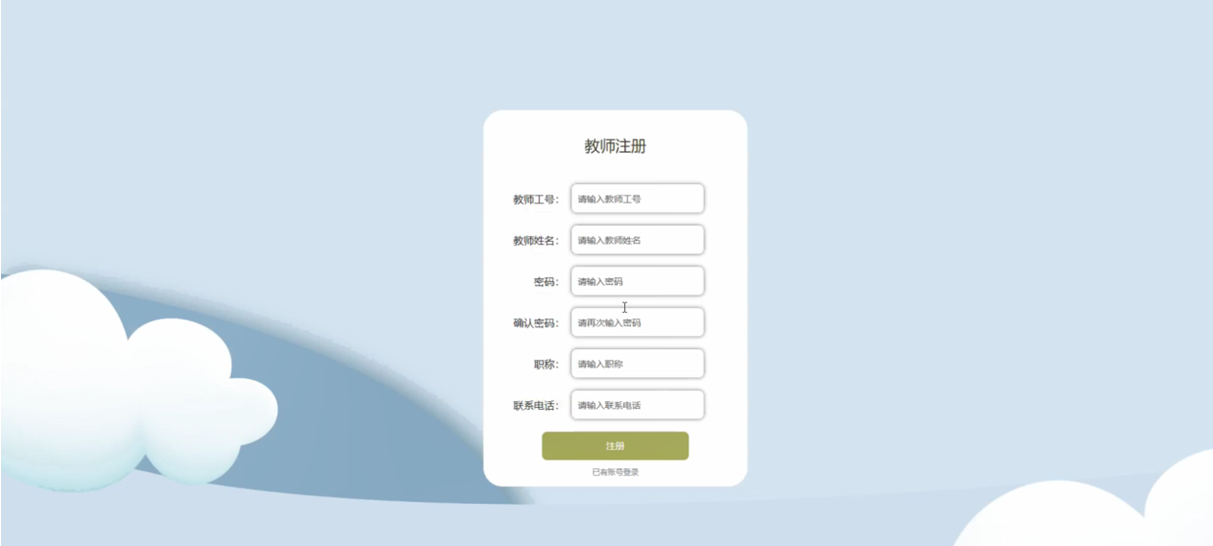 教师注册
教师工号： 请输入教师工号
教师姓名： 请输入教师姓名
密码： 请输入密码
确认密码： 请再次输入密码
职称： 请输入职称
联系电话： 请输入联系电话
注册
已有账号登录